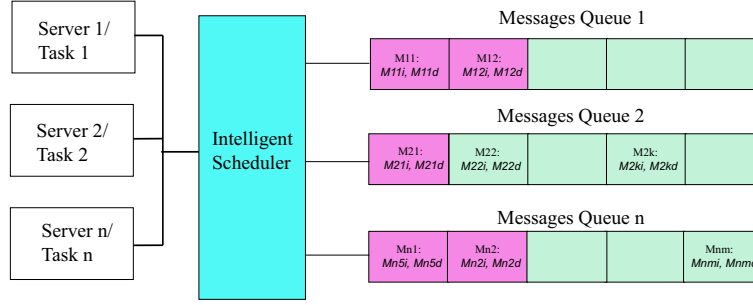 Messages Queue 1
Server 1/
Task 1
M11:
M11i, M11d
M12:
M12i, M12d
Server 2/
Task 2
Intelligent
Scheduler
Messages Queue 2
M21:
M21i, M21d
M22:
M22i, M22d
M2k:
M2ki, M2kd
Server n/
Task n
Messages Queue n
Mn1:
Mn5i, Mn5d
Mn2:
Mn2i, Mn2d
Mnm:
Mnmi, Mnmd